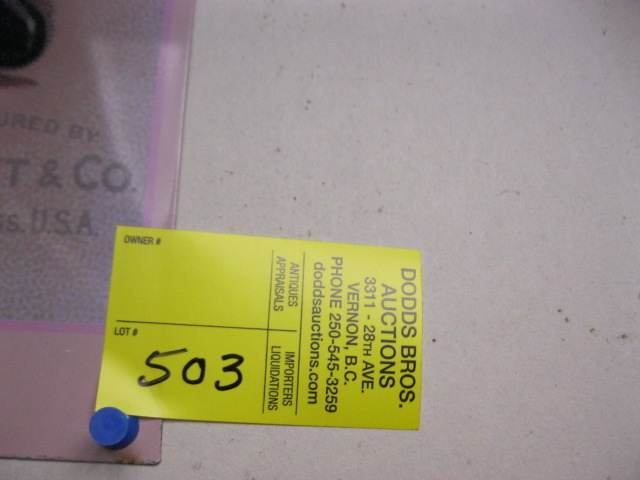 URED BY
TT & CO.
SS. U.S.A.
OWNER #
LOT #
503
ANTIQUES
APPRAISALS
IMPORTERS
LIQUIDATIONS
DODDS BROS.
AUCTIONS
3311 - 28TH AVE.
VERNON, B.C.
PHONE 250-545-3259
doddsauctions.com